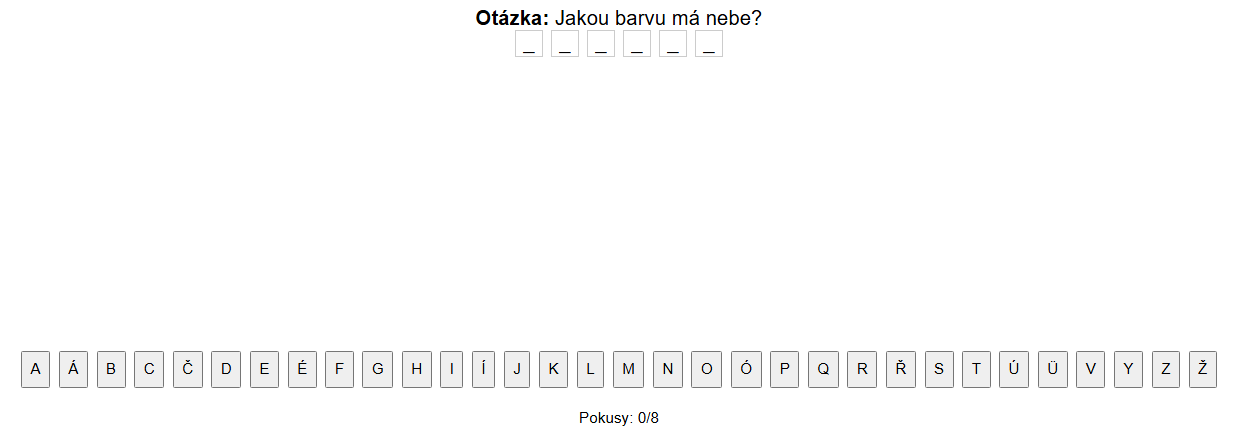 Otázka: Jakou barvu má nebe?
_ _ _ _ _ _
A Á B C Č D E É F G H I Í J K L M N O Ó P Q R Ř S T Ú Ü V Y Z Ž
Pokusy: 0/8